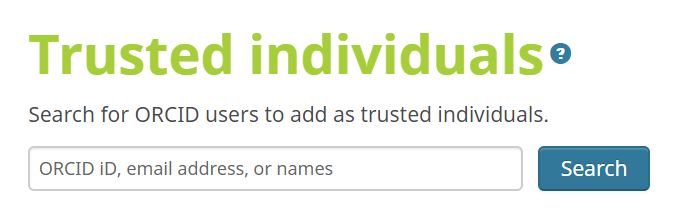 Trusted individuals ?
Search for ORCID users to add as trusted individuals.
ORCID iD, email address, or names
Search